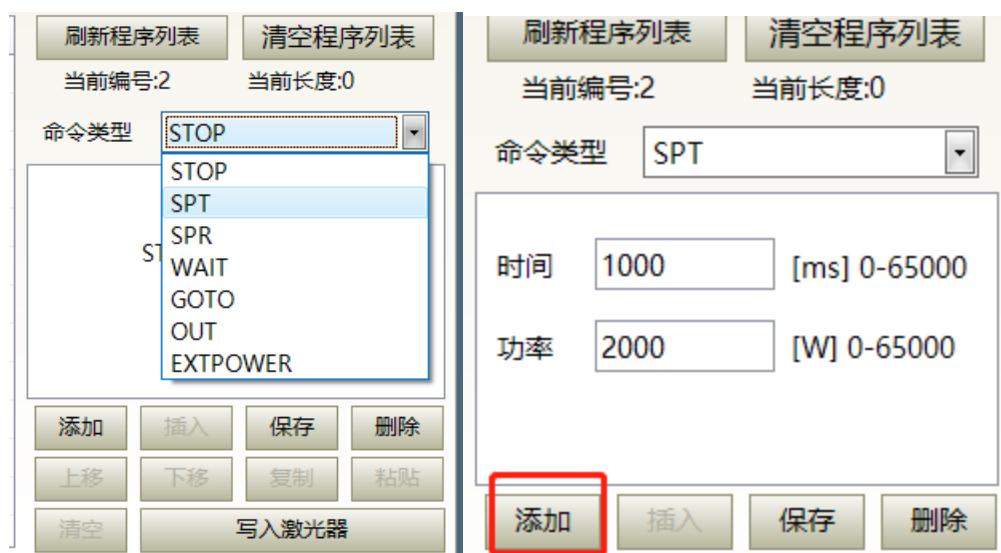 刷新程序列表 清空程序列表
当前编号:2 当前长度:0
命令类型 STOP
STOP
SPT
SPR
ST
WAIT
GOTO
OUT
EXTPOWER
添加 插入 保存 删除
上移 下移 复制 粘贴
清空 写入激光器
刷新程序列表 清空程序列表
当前编号:2 当前长度:0
命令类型 SPT
时间 1000 [ms] 0-65000
功率 2000 [W] 0-65000
添加 插入 保存 删除